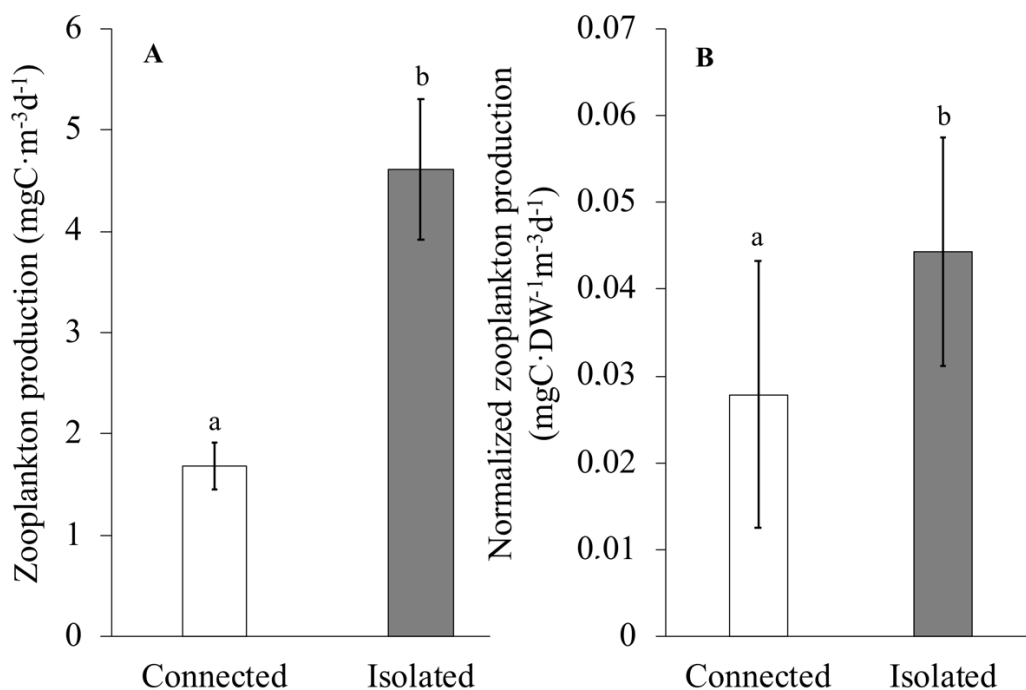 Zooplankton production (mgC·m⁻³d⁻¹)
A
6
5
4
3
2
1
0
a
b
Connected Isolated
Normalized zooplankton production
(mgC·DW⁻¹m⁻³d⁻¹)
B
0.07
0.06
0.05
0.04
0.03
0.02
0.01
0
a
b
Connected Isolated